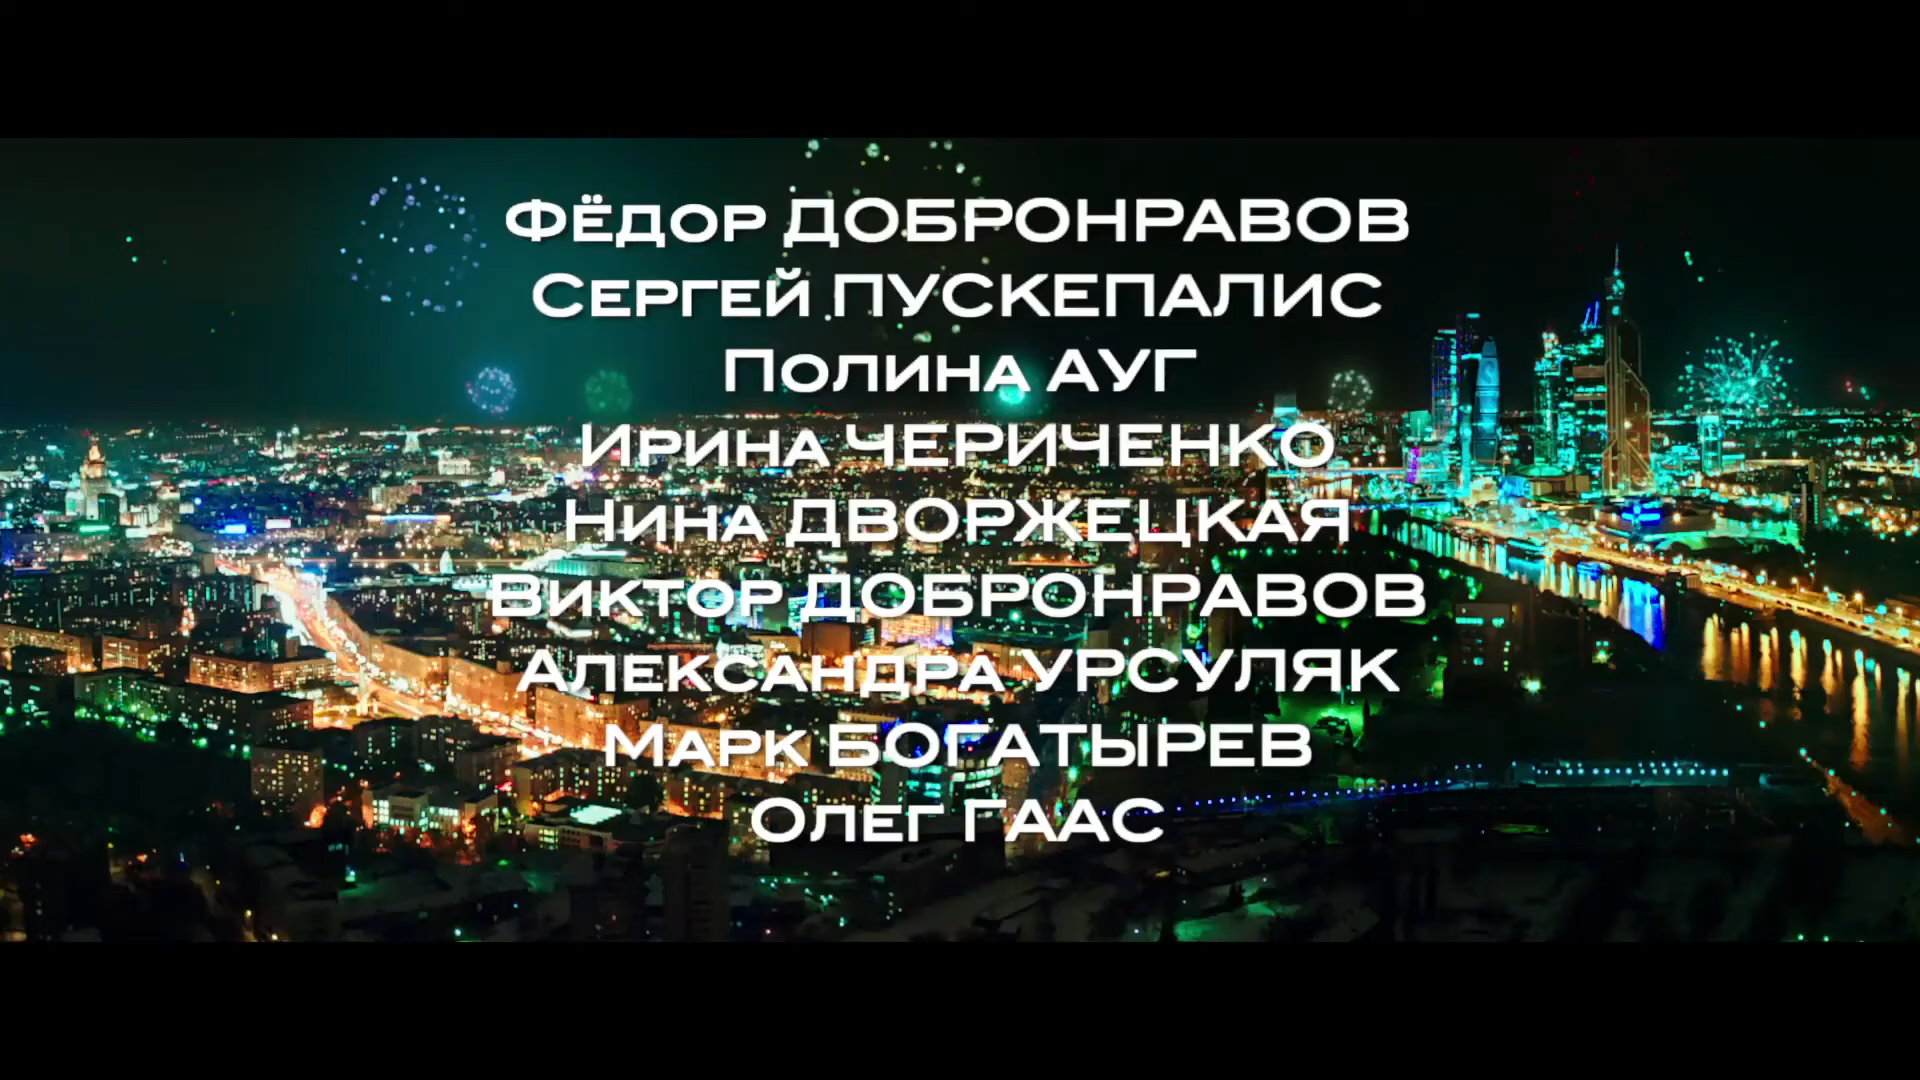 Фёдор ДОБРОНРАВОВ
Сергей ПУСКЕПАЛИС
Полина АУГ
Ирина ЧЕРИЧЕНКО
Нина ДВОРЖЕЦКАЯ
Виктор ДОБРОНРАВОВ
Александра УРСУЛЯК
Марк БОГАТЫРЕВ
Олег ГААС